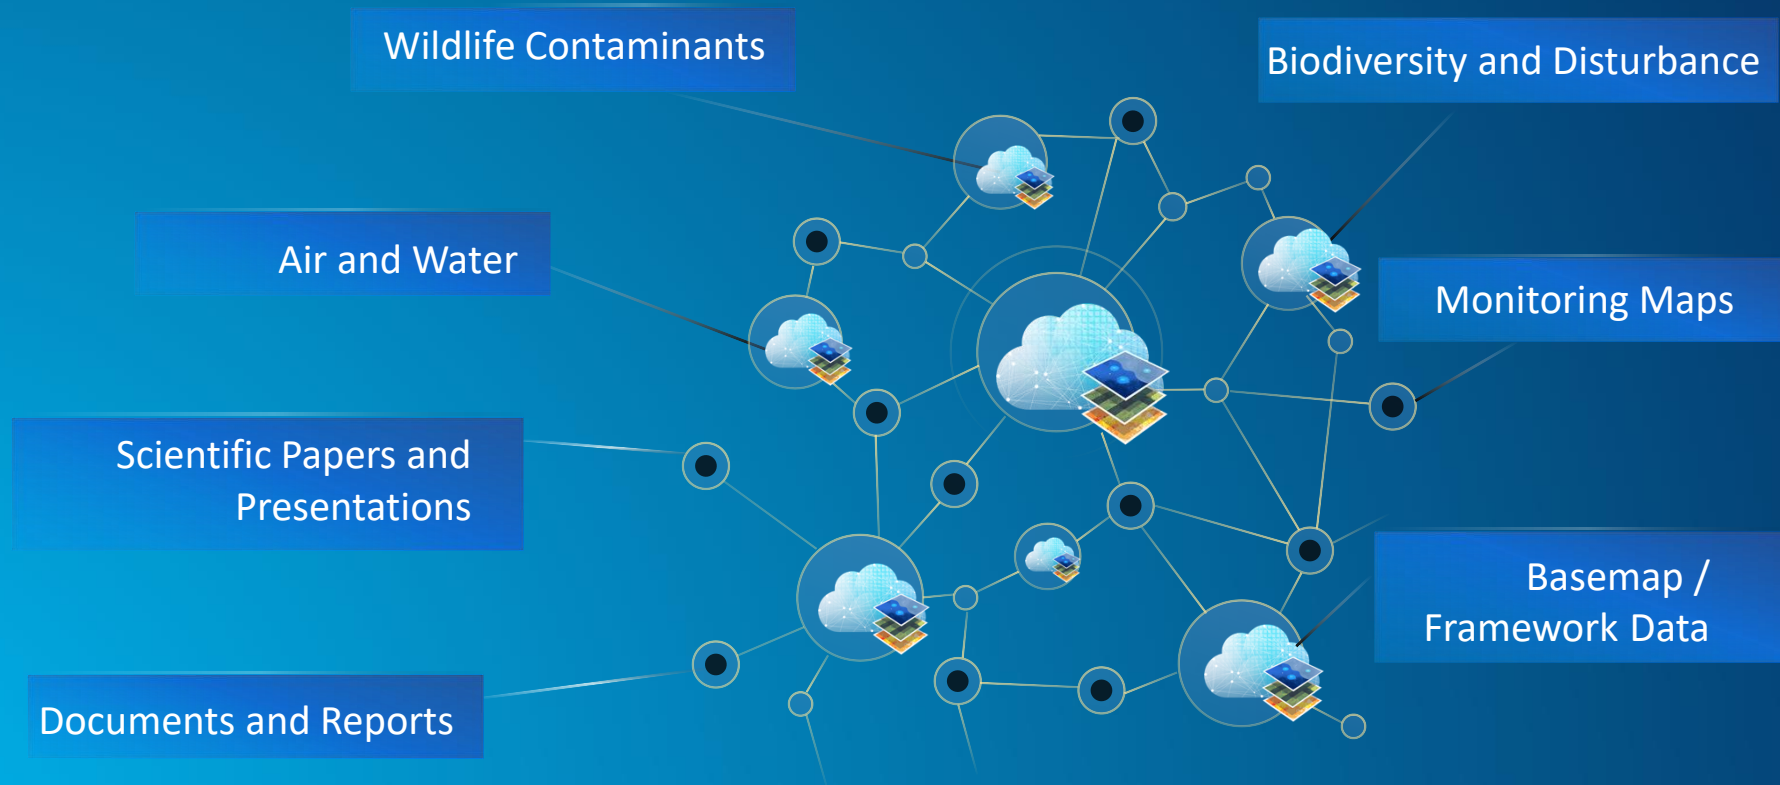 Wildlife Contaminants
Biodiversity and Disturbance
Air and Water
Monitoring Maps
Scientific Papers and
Presentations
Basemap /
Framework Data
Documents and Reports